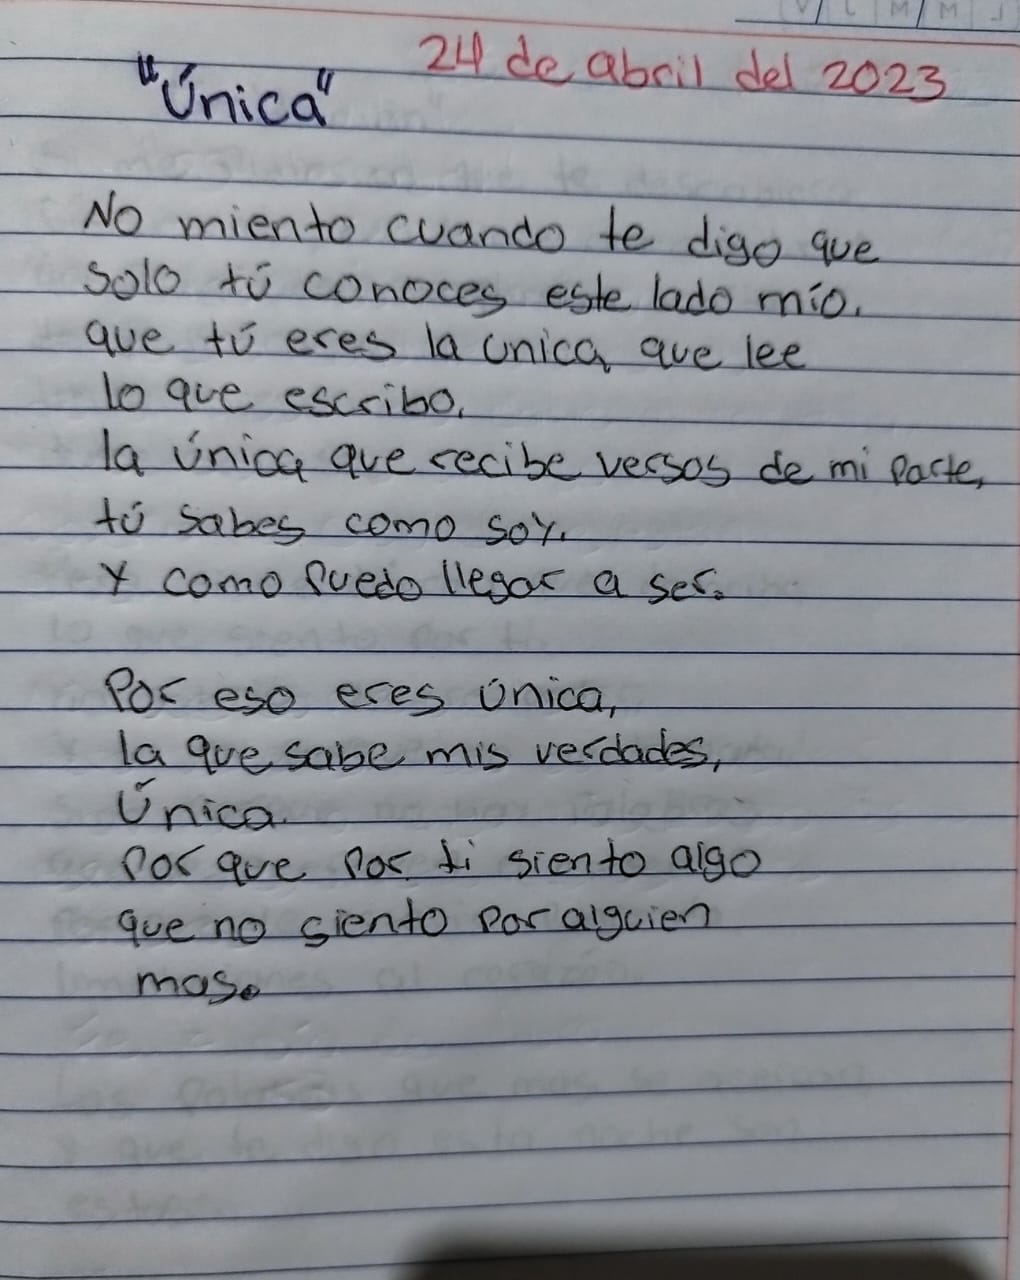 V L M M J
24 de abril del 2023
"Única"
No miento cuando te digo que
solo tú conoces este lado mío.
que tú eres la unica que lee
lo que escribo.
la única que recibe versos de mi parte,
tú sabes como soy.
Y como puedo llegar a ser.
Por eso eres única,
la que sabe mis verdades,
Única.
Por que por ti siento algo
que no siento por alguien
mas.